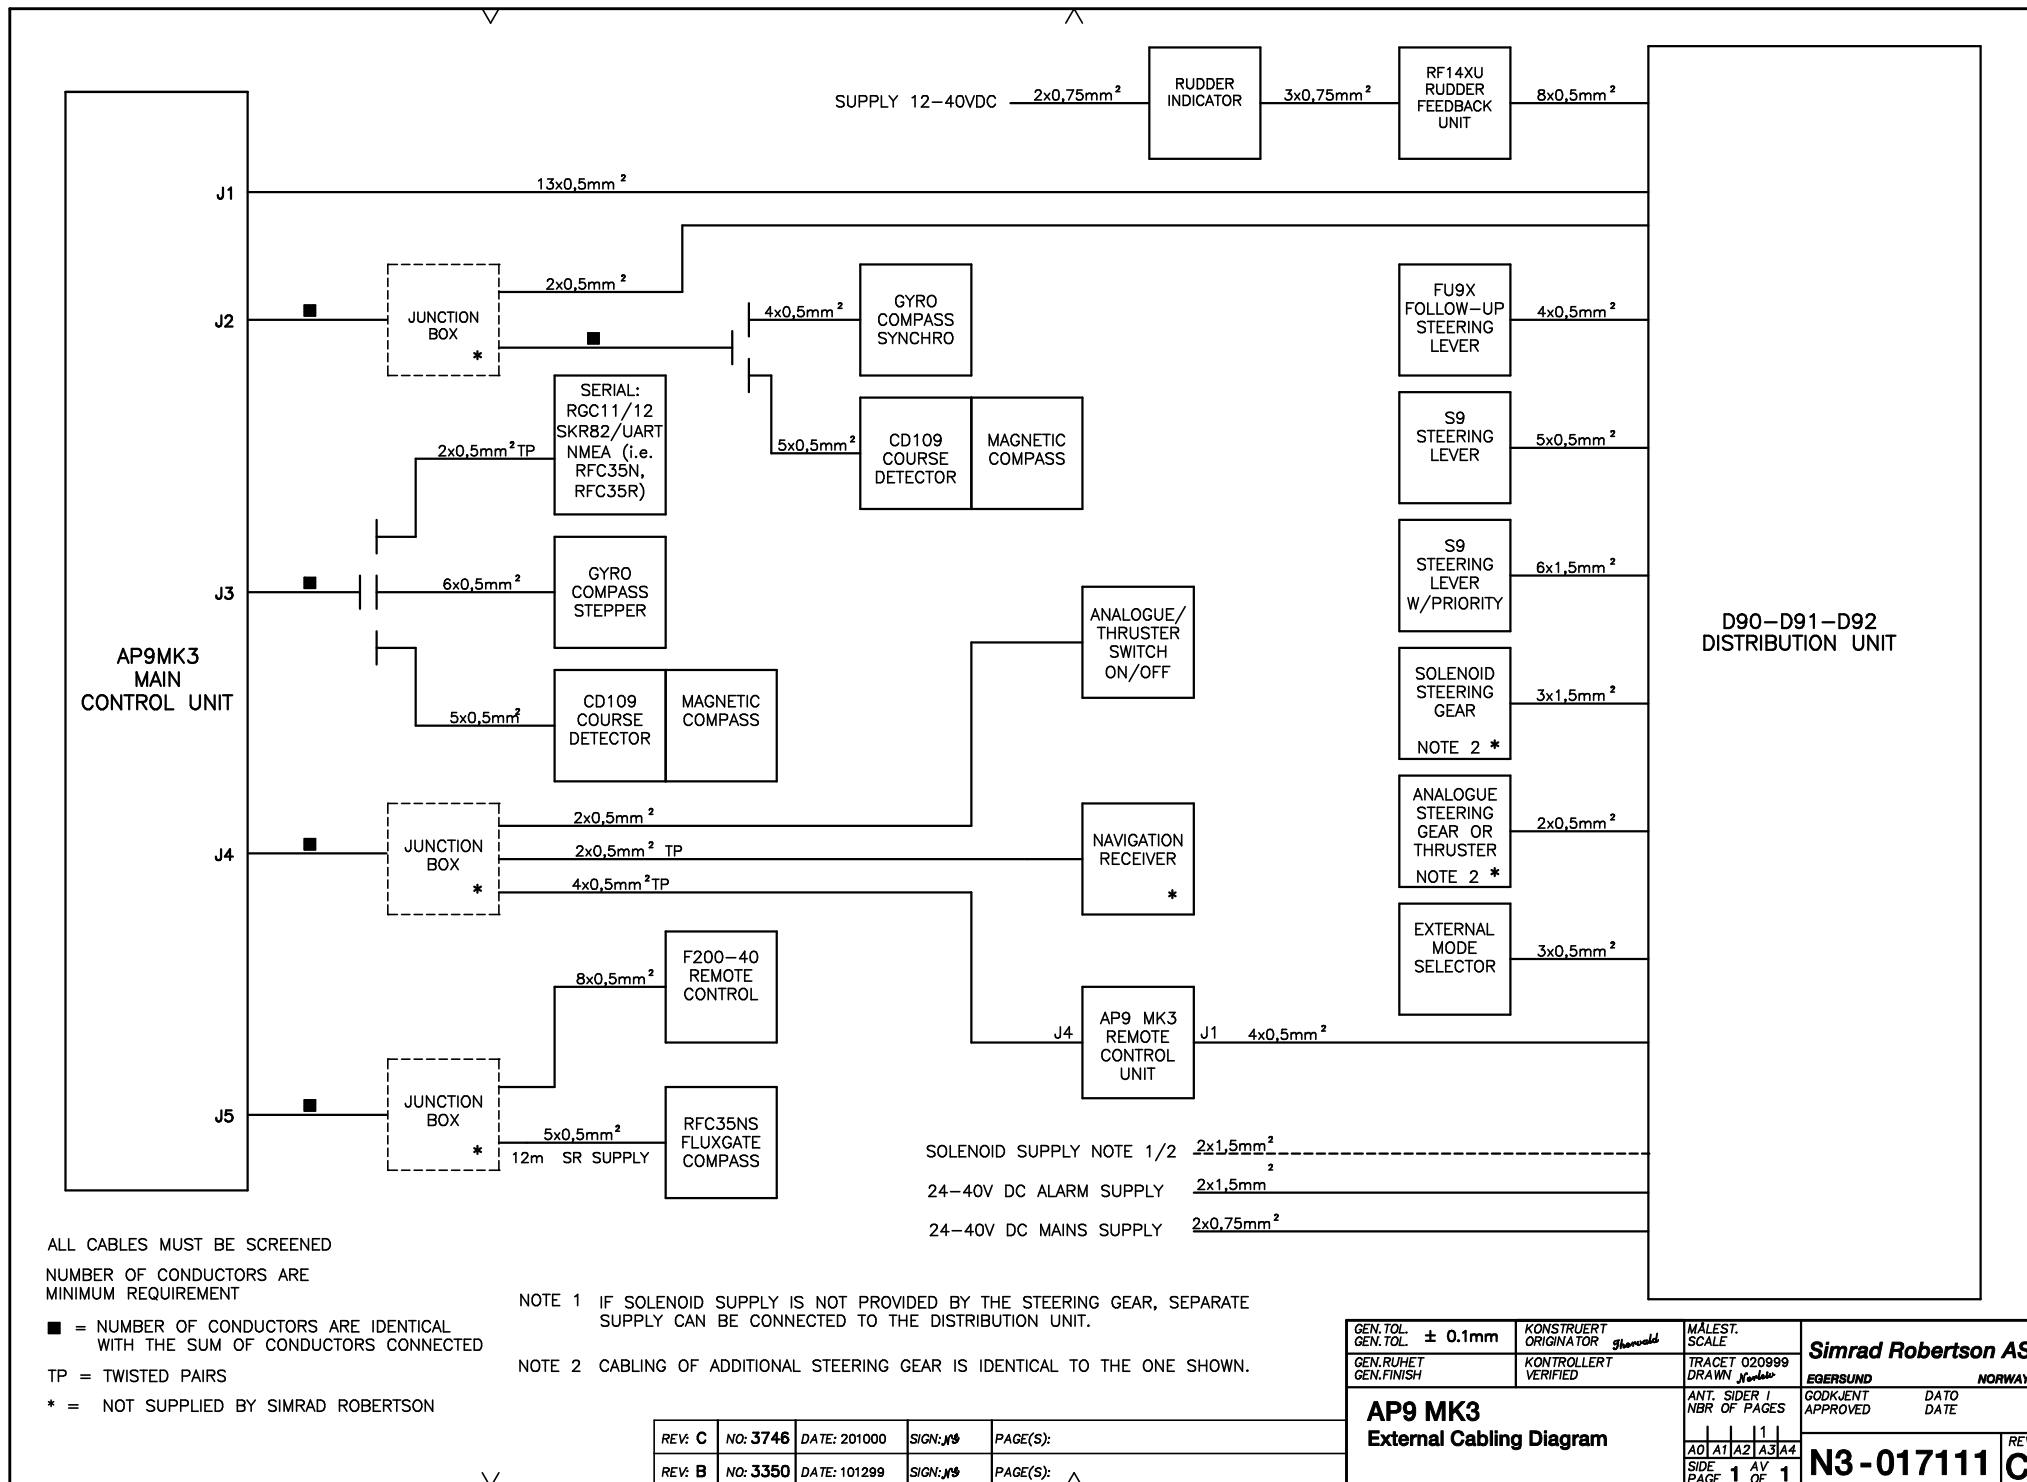 SUPPLY 12-40VDC
2x0,75mm²
RUDDER
INDICATOR
3x0,75mm²
RF14XU
RUDDER
FEEDBACK
UNIT
8x0,5mm²
J1
13x0,5mm²
J2
JUNCTION
BOX
*
2x0,5mm²
4x0,5mm²
GYRO
COMPASS
SYNCHRO
5x0,5mm²
CD109
COURSE
DETECTOR
MAGNETIC
COMPASS
FU9X
FOLLOW-UP
STEERING
LEVER
4x0,5mm²
S9
STEERING
LEVER
5x0,5mm²
S9
STEERING
LEVER
W/PRIORITY
6x1,5mm²
SOLENOID
STEERING
GEAR
NOTE 2 *
3x1,5mm²
ANALOGUE
STEERING
GEAR OR
THRUSTER
NOTE 2 *
2x0,5mm²
EXTERNAL
MODE
SELECTOR
3x0,5mm²
D90-D91-D92
DISTRIBUTION UNIT
AP9MK3
MAIN
CONTROL UNIT
J3
2x0,5mm² TP
SERIAL:
RGC11/12
SKR82/UART
NMEA (i.e.
RFC35N,
RFC35R)
6x0,5mm²
GYRO
COMPASS
STEPPER
5x0,5mm²
CD109
COURSE
DETECTOR
MAGNETIC
COMPASS
ANALOGUE/
THRUSTER
SWITCH
ON/OFF
J4
JUNCTION
BOX
*
2x0,5mm²
2x0,5mm² TP
4x0,5mm² TP
NAVIGATION
RECEIVER
*
J4
AP9 MK3
REMOTE
CONTROL
UNIT
J1
4x0,5mm²
J5
JUNCTION
BOX
*
8x0,5mm²
F200-40
REMOTE
CONTROL
5x0,5mm²
12m SR SUPPLY
RFC35NS
FLUXGATE
COMPASS
SOLENOID SUPPLY NOTE 1/2 2x1,5mm²
24-40V DC ALARM SUPPLY 2x1,5mm²
24-40V DC MAINS SUPPLY 2x0,75mm²
ALL CABLES MUST BE SCREENED
NUMBER OF CONDUCTORS ARE
MINIMUM REQUIREMENT
■ = NUMBER OF CONDUCTORS ARE IDENTICAL
WITH THE SUM OF CONDUCTORS CONNECTED
TP = TWISTED PAIRS
* = NOT SUPPLIED BY SIMRAD ROBERTSON
NOTE 1 IF SOLENOID SUPPLY IS NOT PROVIDED BY THE STEERING GEAR, SEPARATE
SUPPLY CAN BE CONNECTED TO THE DISTRIBUTION UNIT.
NOTE 2 CABLING OF ADDITIONAL STEERING GEAR IS IDENTICAL TO THE ONE SHOWN.
REV: C NO: 3746 DATE: 201000 SIGN: PAGE(S):
REV: B NO: 3350 DATE: 101299 SIGN: PAGE(S):
GEN.TOL.
GEN.TOL. ± 0.1mm
KONSTRUERT
ORIGINATOR Thorvald
MÅLEST.
SCALE
GEN.RUHET
GEN.FINISH
KONTROLLERT
VERIFIED
TRACET 020999
DRAWN
Simrad Robertson AS
EGERSUND NORWAY
AP9 MK3
External Cabling Diagram
ANT. SIDER I
NBR OF PAGES
1
A0 A1 A2 A3 A4
SIDE AV
PAGE 1 OF 1
GODKJENT DATO
APPROVED DATE
N3-017111
REV
C